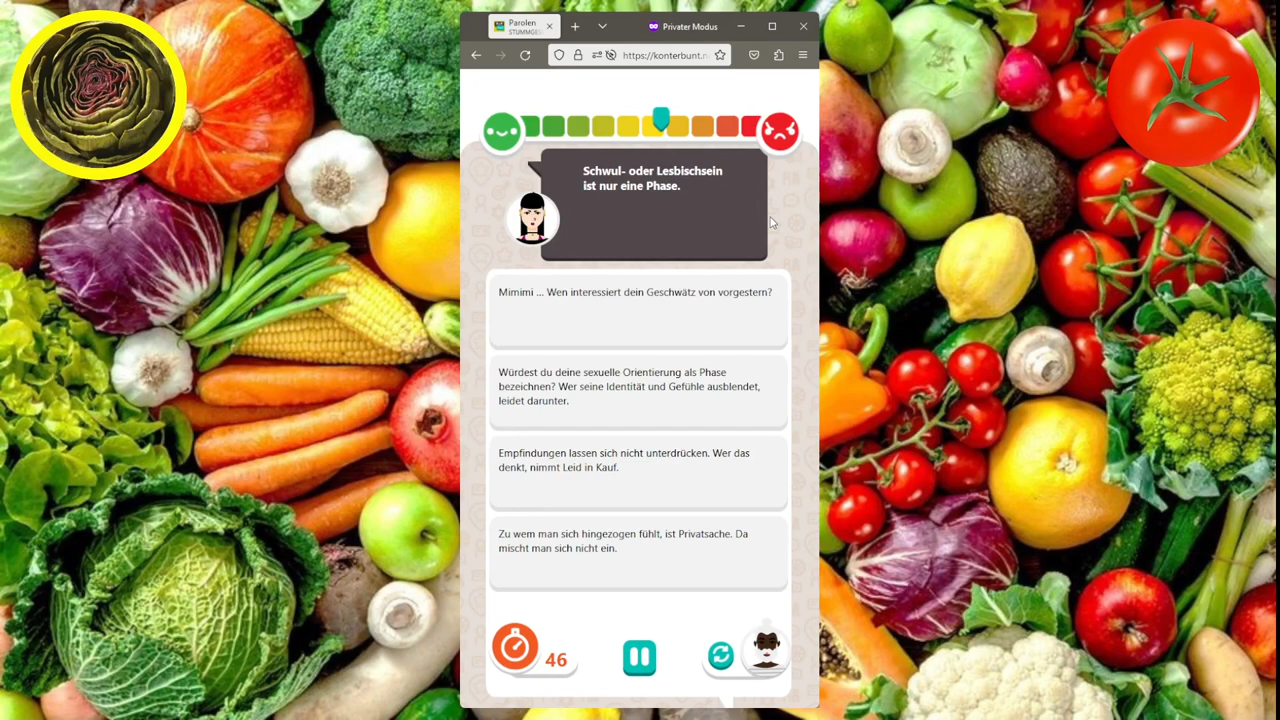 Parolen
STUMMGES
Privater Modus
https://konterbunt.
Schwul- oder Lesbischsein
ist nur eine Phase.
Mimimi ... Wen interessiert dein Geschwätz von vorgestern?
Würdest du deine sexuelle Orientierung als Phase
bezeichnen? Wer seine Identität und Gefühle ausblendet,
leidet darunter.
Empfindungen lassen sich nicht unterdrücken. Wer das
denkt, nimmt Leid in Kauf.
Zu wem man sich hingezogen fühlt, ist Privatsache. Da
mischt man sich nicht ein.
46